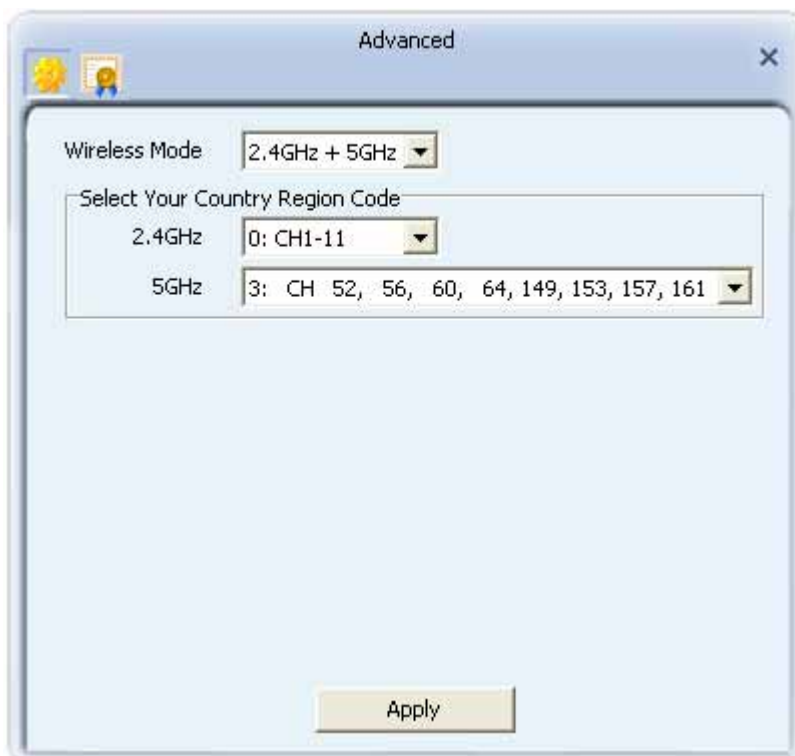 Advanced
Wireless Mode 2.4GHz + 5GHz
Select Your Country Region Code
2.4GHz 0: CH1-11
5GHz 3: CH 52, 56, 60, 64, 149, 153, 157, 161
Apply